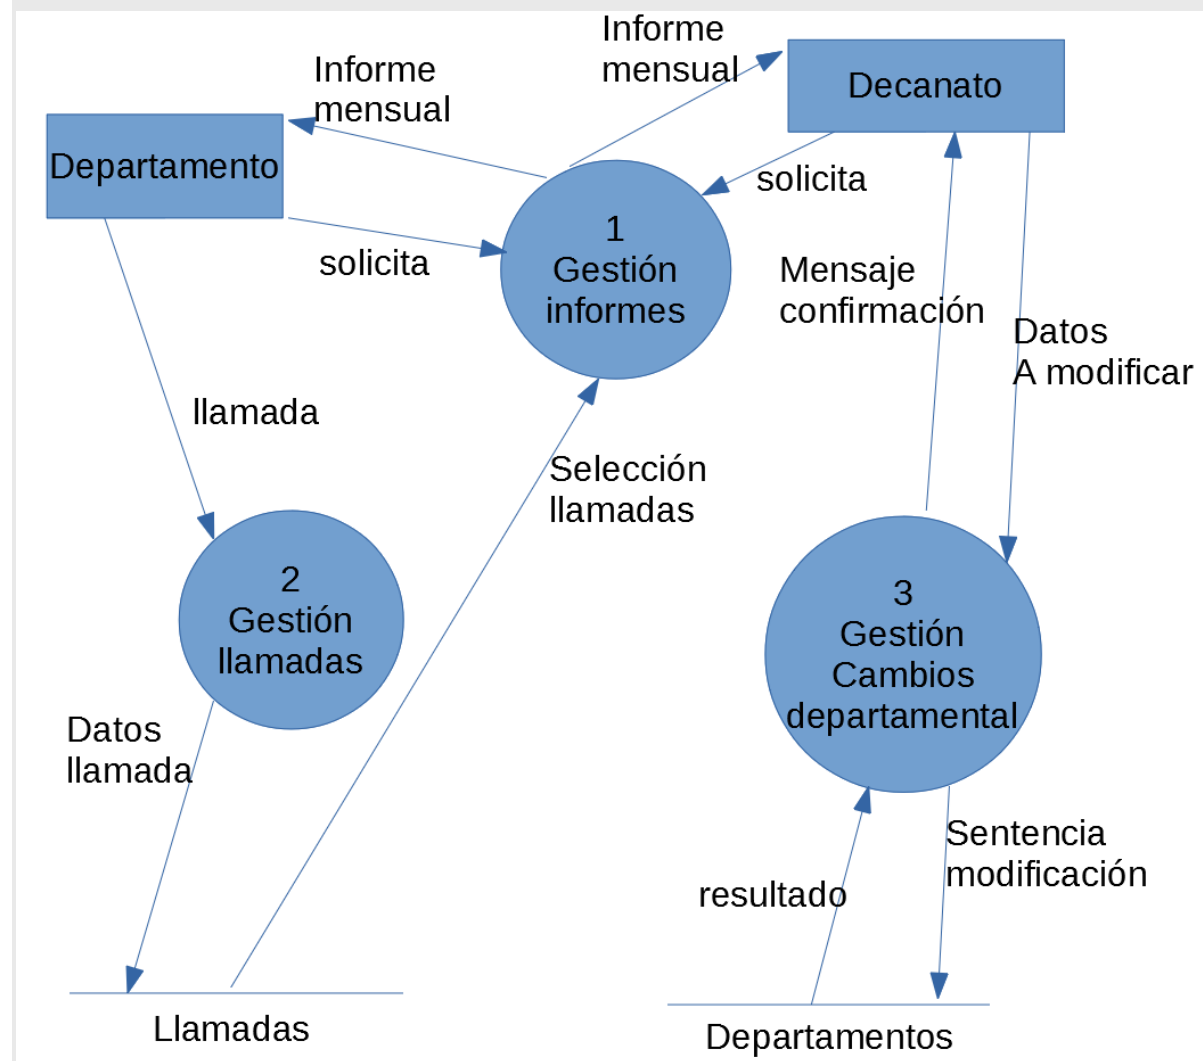 Informe
mensual
Decanato
Informe
mensual
Departamento
solicita
solicita
1
Gestión
informes
Mensaje
confirmación
Datos
A modificar
llamada
Selección
llamadas
2
Gestión
llamadas
3
Gestión
Cambios
departamental
Datos
llamada
Sentencia
modificación
resultado
Llamadas
Departamentos